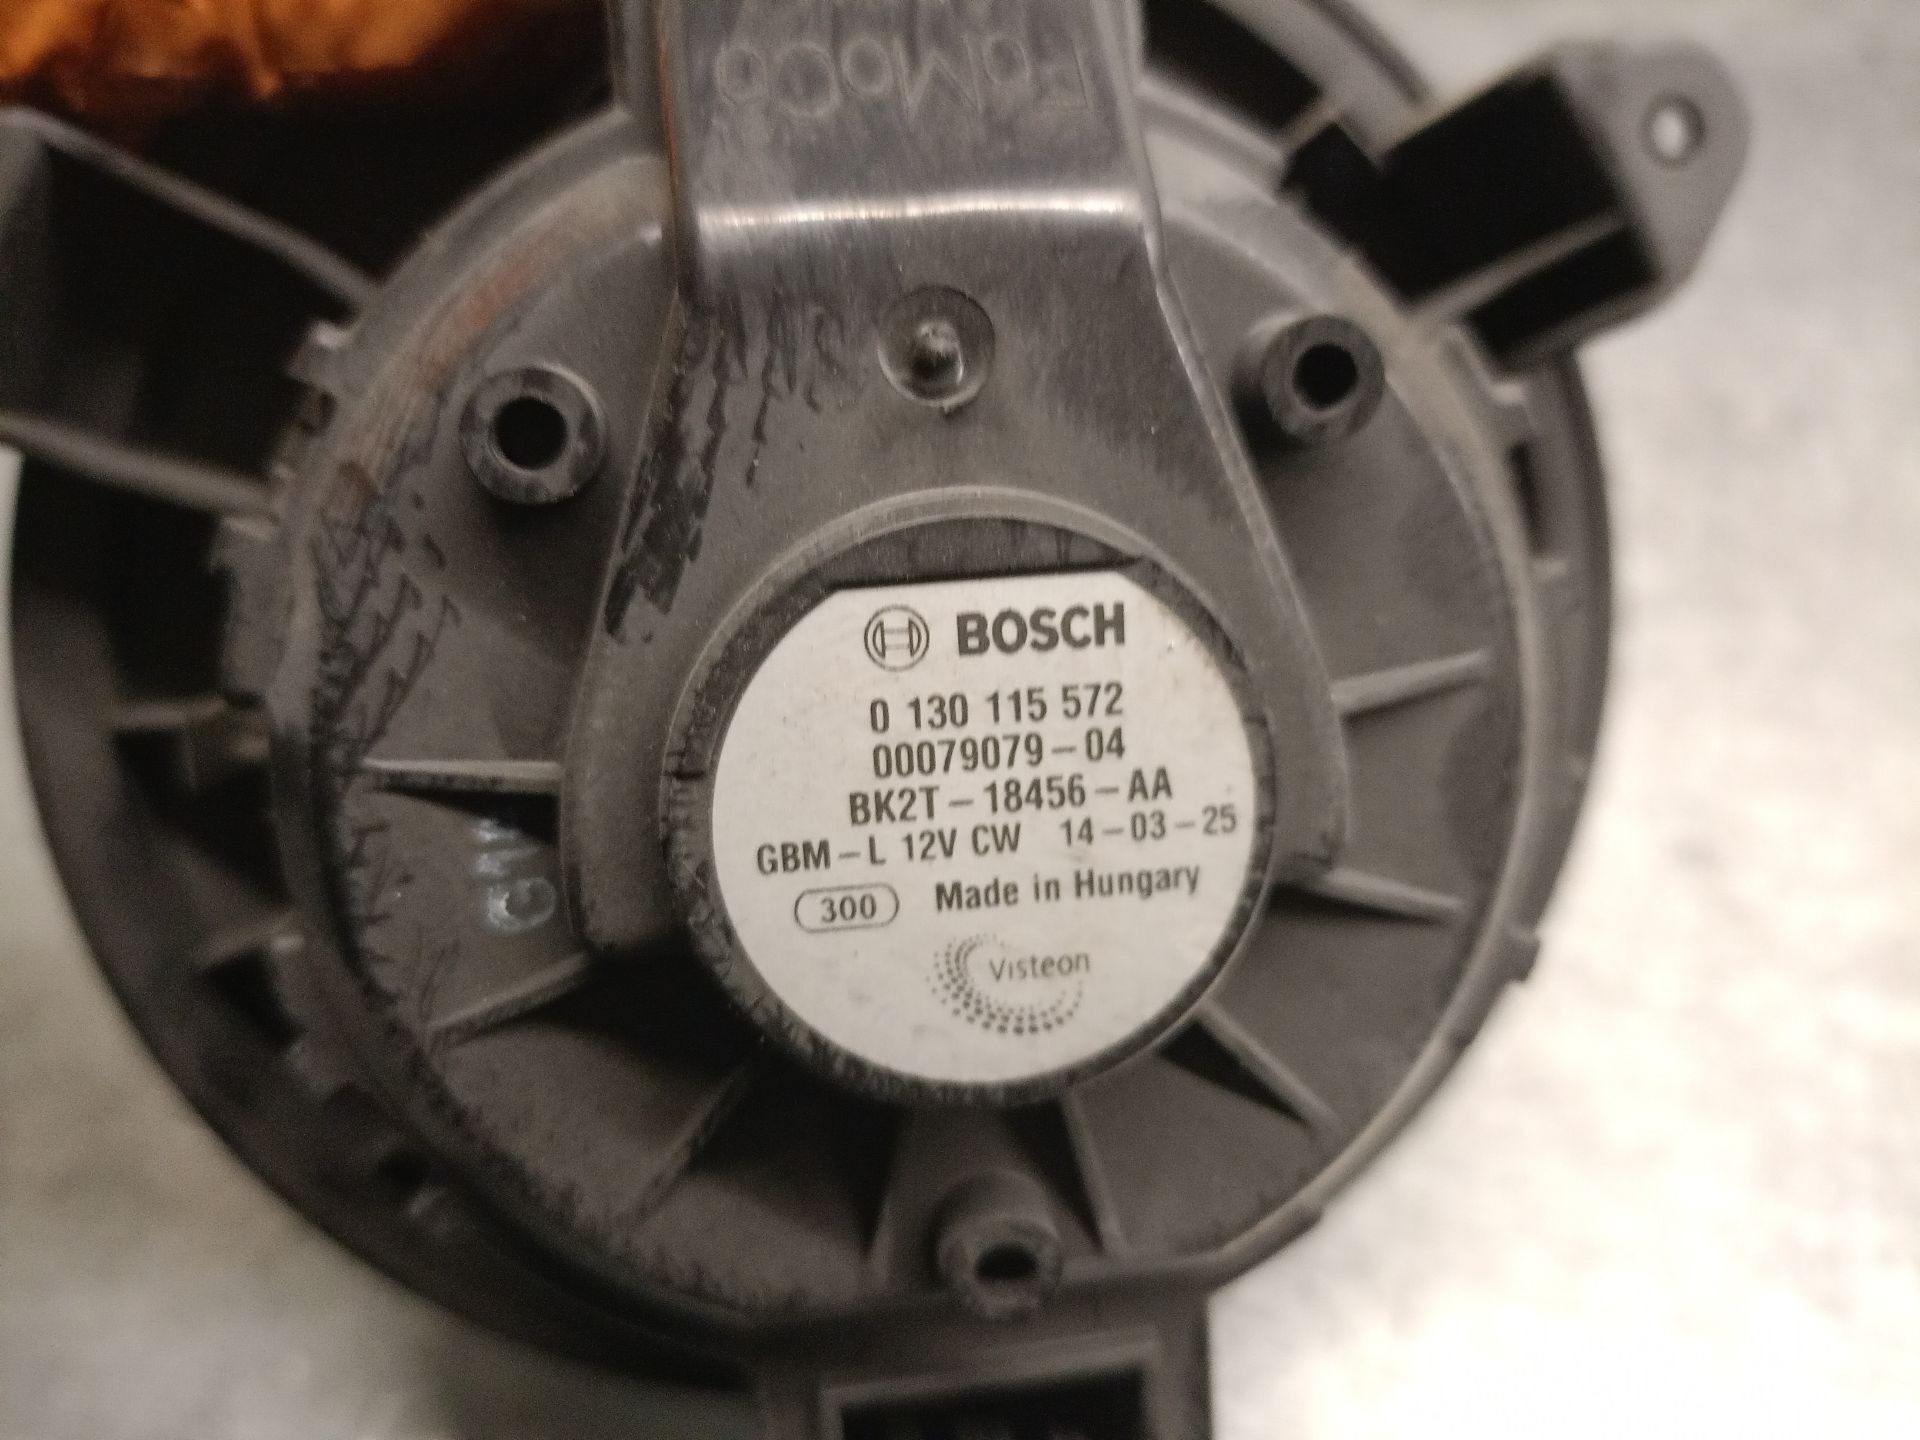 FoMoCo
BOSCH
0 130 115 572
00079079-04
BK2T-18456-AA
GBM-L 12V CW 14-03-25
300 Made in Hungary
Visteon